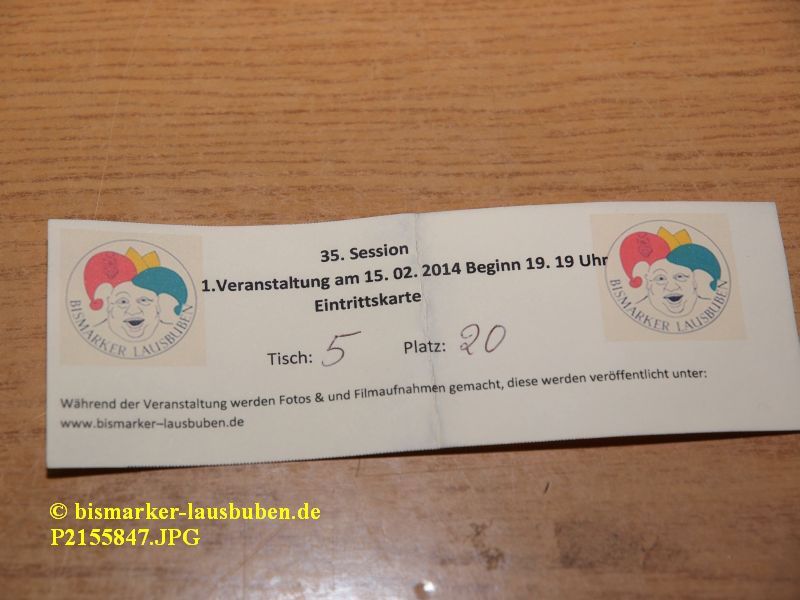 35. Session
1.Veranstaltung am 15. 02. 2014 Beginn 19. 19 Uhr
Eintrittskarte
BISMARKER LAUSBUBEN
BISMARKER LAUSBUBEN
Tisch: 5 Platz: 20
Während der Veranstaltung werden Fotos & und Filmaufnahmen gemacht, diese werden veröffentlicht unter:
www.bismarker–lausbuben.de
© bismarker-lausbuben.de
P2155847.JPG